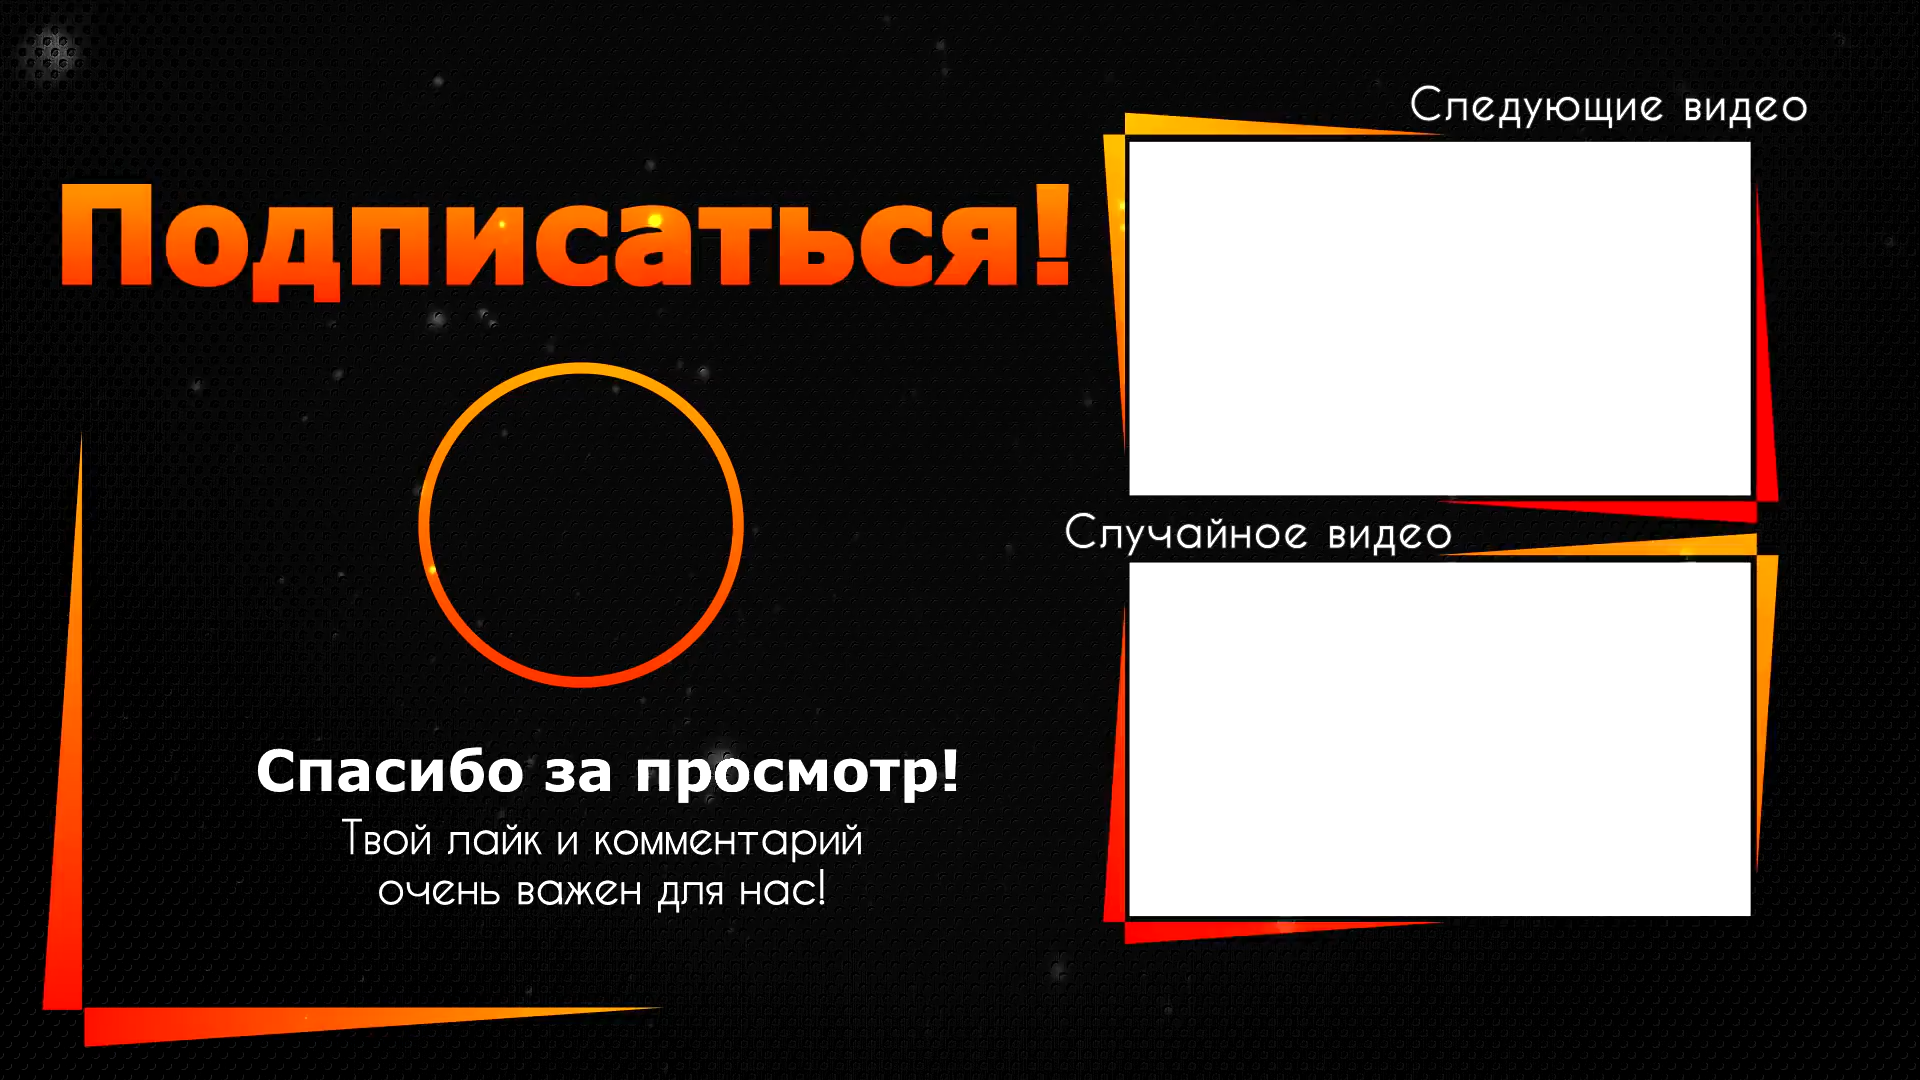 Следующие видео
Подписаться!
Случайное видео
Спасибо за просмотр!
Твой лайк и комментарий
очень важен для нас!